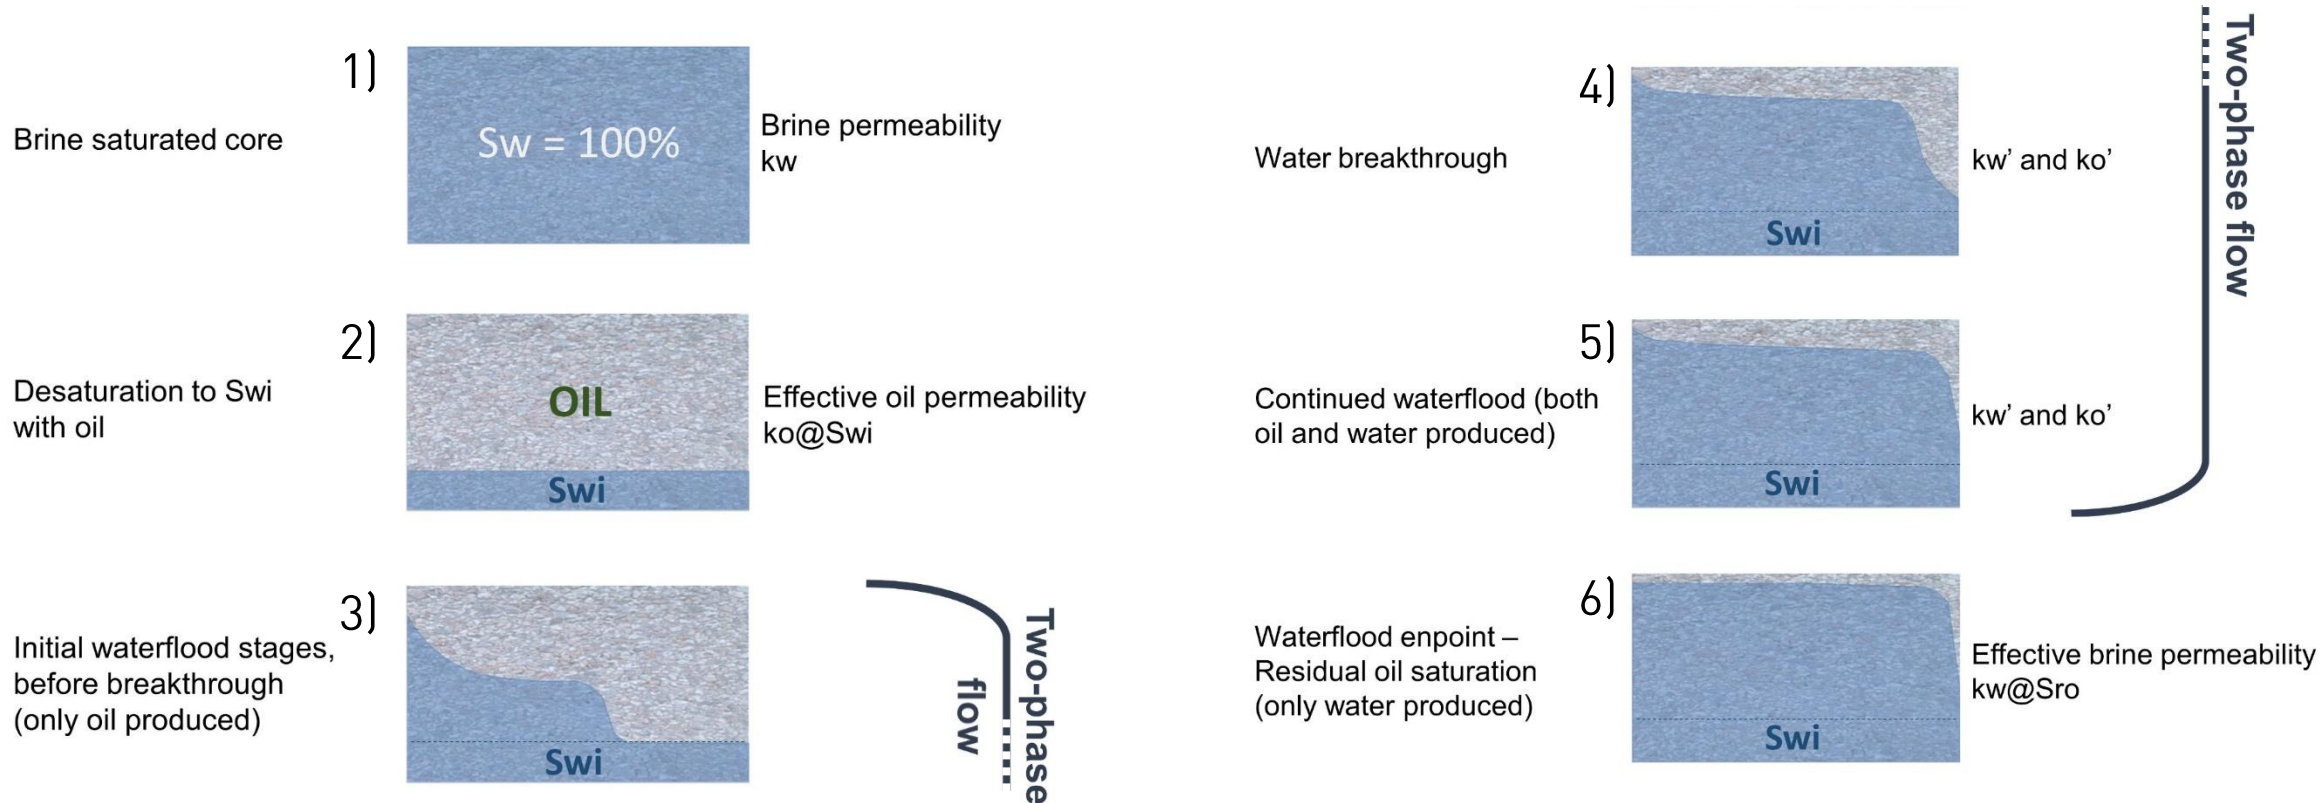 1)
Brine saturated core
Sw = 100%
Brine permeability
kw
2)
Desaturation to Swi
with oil
OIL
Swi
Effective oil permeability
ko@Swi
3)
Initial waterflood stages,
before breakthrough
(only oil produced)
Swi
Two-phase
flow
4)
Water breakthrough
Swi
kw’ and ko’
5)
Continued waterflood (both
oil and water produced)
Swi
kw’ and ko’
Two-phase flow
6)
Waterflood enpoint –
Residual oil saturation
(only water produced)
Swi
Effective brine permeability
kw@Sro